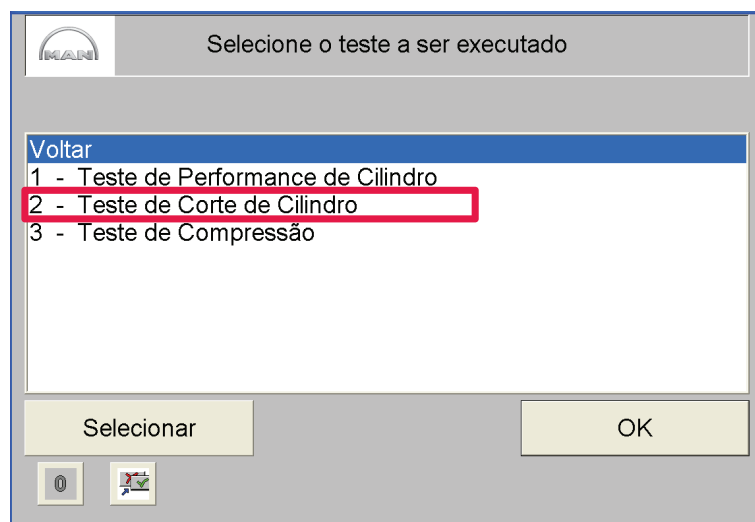 MAN
Selecione o teste a ser executado
Voltar
1 - Teste de Performance de Cilindro
2 - Teste de Corte de Cilindro
3 - Teste de Compressão
Selecionar
OK
0